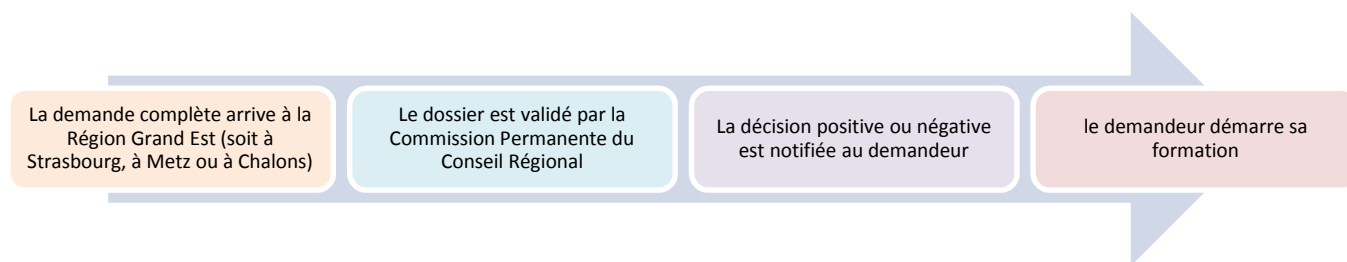 La demande complète arrive à la
Région Grand Est (soit à
Strasbourg, à Metz ou à Chalons)
Le dossier est validé par la
Commission Permanente du
Conseil Régional
La décision positive ou négative
est notifiée au demandeur
le demandeur démarre sa
formation